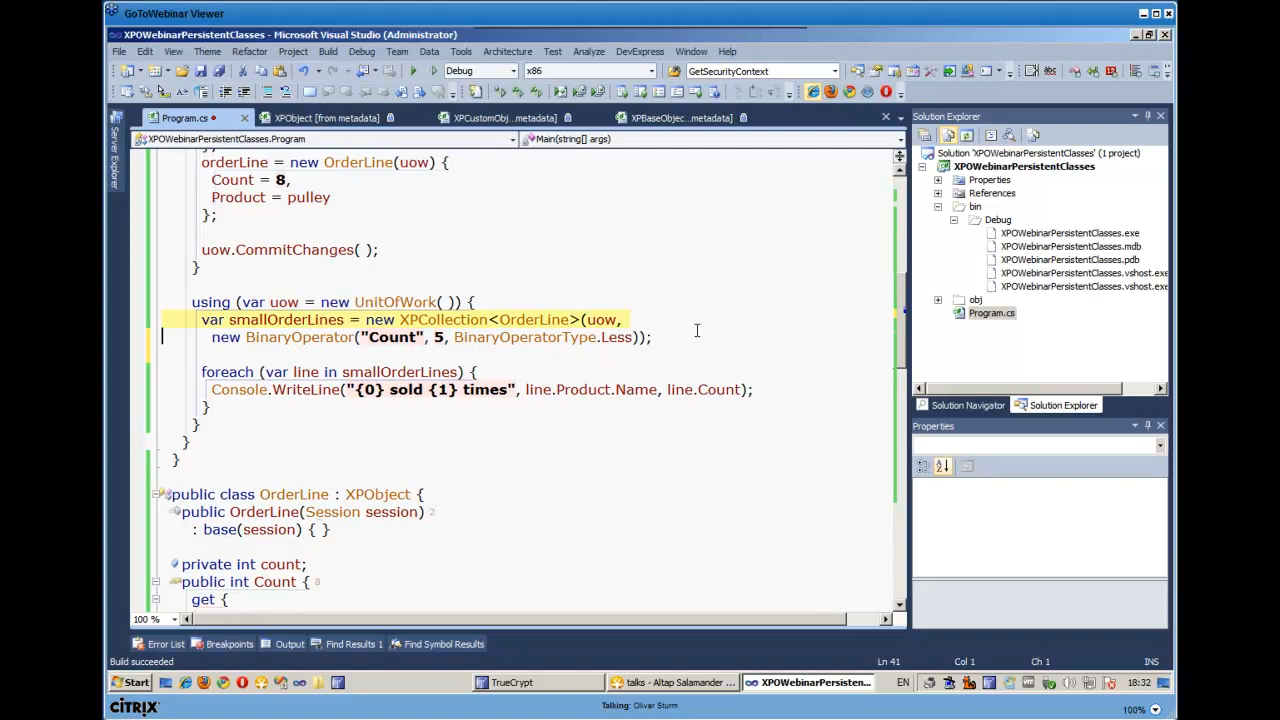 GoToWebinar Viewer
XPOWebinarPersistentClasses - Microsoft Visual Studio (Administrator)
File Edit View Theme Refactor Project Build Debug Team Data Tools Architecture Test Analyze DevExpress Window Help
Debug x86 GetSecurityContext
Program.cs XPObject [from metadata] XPCustomObj... metadata] XPBaseObjec...metadata]
XPOWebinarPersistentClasses.Program Main(string[] args)
Server Explorer
};
orderLine = new OrderLine(uow) {
Count = 8,
Product = pulley
};
uow.CommitChanges( );
}
using (var uow = new UnitOfWork( )) {
var smallOrderLines = new XPCollection<OrderLine>(uow,
new BinaryOperator("Count", 5, BinaryOperatorType.Less));
foreach (var line in smallOrderLines) {
Console.WriteLine("{0} sold {1} times", line.Product.Name, line.Count);
}
}
}
}
public class OrderLine : XPObject {
public OrderLine(Session session) 2
: base(session) { }
private int count;
public int Count { 8
get {
100 %
Solution Explorer
Solution 'XPOWebinarPersistentClasses' (1 project)
XPOWebinarPersistentClasses
Properties
References
bin
Debug
XPOWebinarPersistentClasses.exe
XPOWebinarPersistentClasses.mdb
XPOWebinarPersistentClasses.pdb
XPOWebinarPersistentClasses.vshost.exe
XPOWebinarPersistentClasses.vshost.exe
obj
Program.cs
Solution Navigator Solution Explorer
Properties
Error List Breakpoints Output Find Results 1 Find Symbol Results
Build succeeded Ln 41 Col 1 Ch 1 INS
Start TrueCrypt talks - Altap Salamander ... XPOWebinarPersisten... EN 18:32
CITRIX Talking: Oliver Sturm 100%